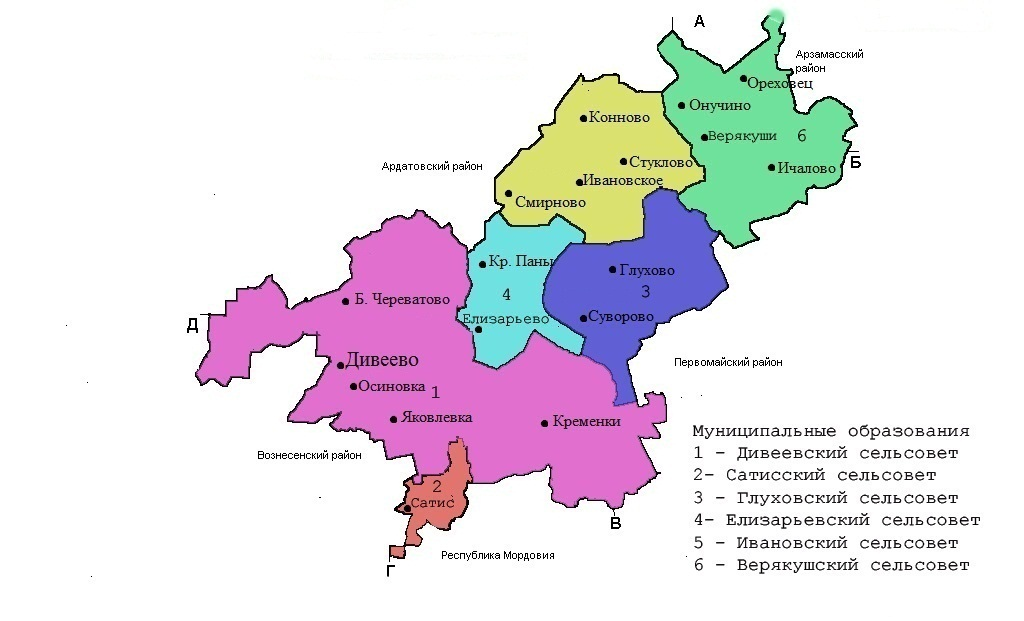 А
Арзамасский
район
Ореховец
Онучино
Конново
Верякуши 6
Б
Стуклово
Ардатовский район
Ичалово
Ивановское
Смирново
Кр. Паны
Глухово
4
3
Б. Череватово
Суворово
Елизарьево
Д
Дивеево
Первомайский район
Осиновка 1
Яковлевка
Кременки
Вознесенский район
2
Сатис
В
Республика Мордовия
Г
Муниципальные образования
1 – Дивеевский сельсовет
2– Сатисский сельсовет
3 – Глуховский сельсовет
4– Елизарьевский сельсовет
5 – Ивановский сельсовет
6 – Верякушский сельсовет